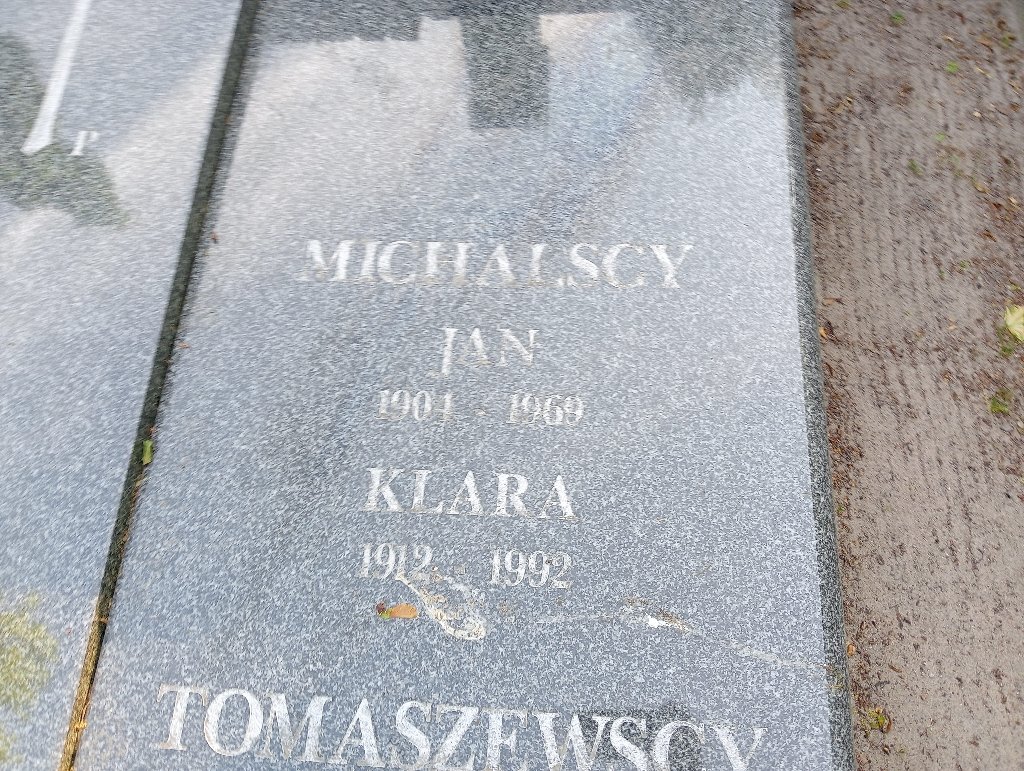 P
MICHALSCY
JAN
1904 - 1969
KLARA
1912 - 1992
TOMASZEWSCY